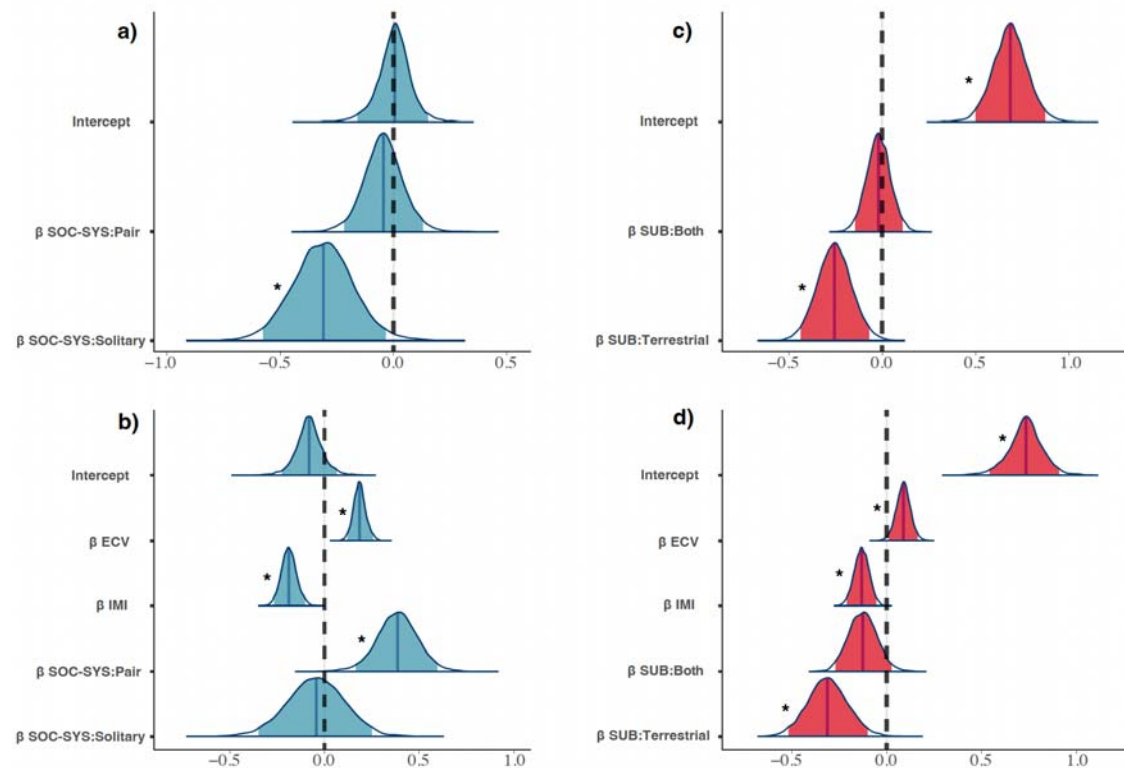 a)
*
Intercept
β SOC-SYS:Pair
*
β SOC-SYS:Solitary
−1.0 −0.5 0.0 0.5
c)
*
Intercept
β SUB:Both
*
β SUB:Terrestrial
−0.5 0.0 0.5 1.0
b)
Intercept
*
β ECV
*
β IMI
*
β SOC-SYS:Pair
β SOC-SYS:Solitary
−0.5 0.0 0.5 1.0
d)
*
Intercept
*
β ECV
*
β IMI
β SUB:Both
*
β SUB:Terrestrial
−0.5 0.0 0.5 1.0